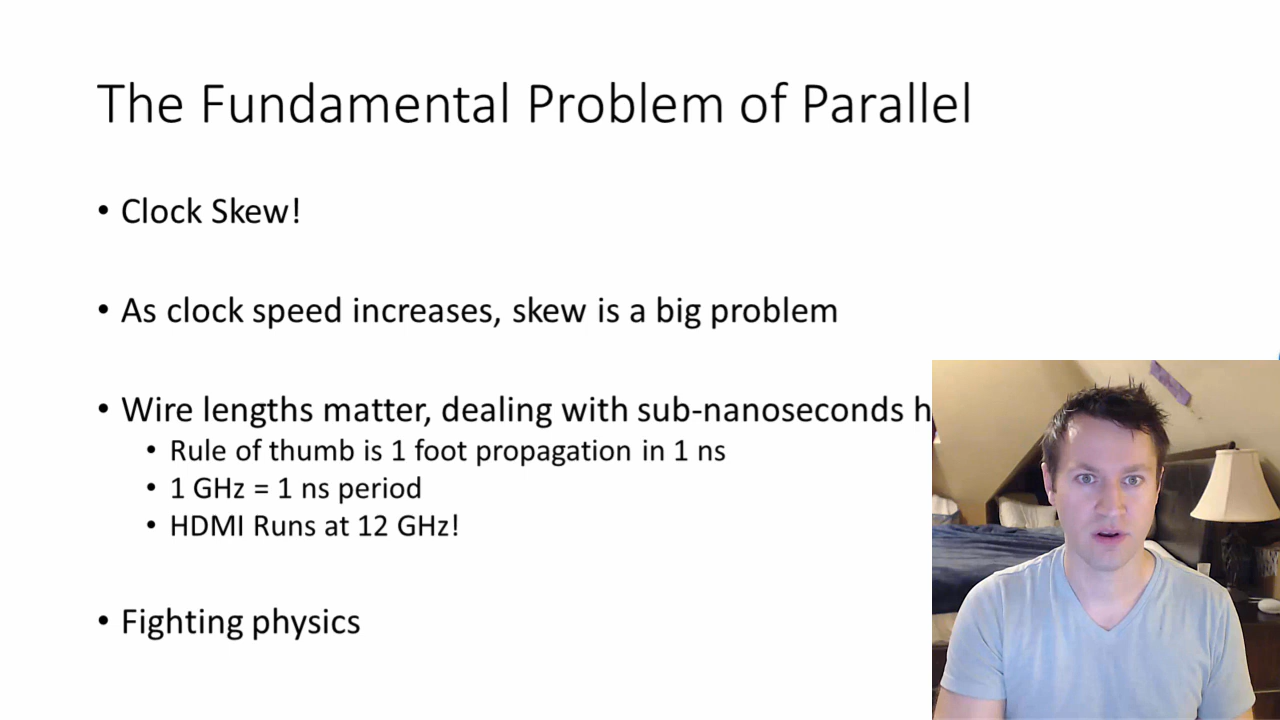 The Fundamental Problem of Parallel
• Clock Skew!
• As clock speed increases, skew is a big problem
• Wire lengths matter, dealing with sub-nanoseconds
• Rule of thumb is 1 foot propagation in 1 ns
• 1 GHz = 1 ns period
• HDMI Runs at 12 GHz!
• Fighting physics